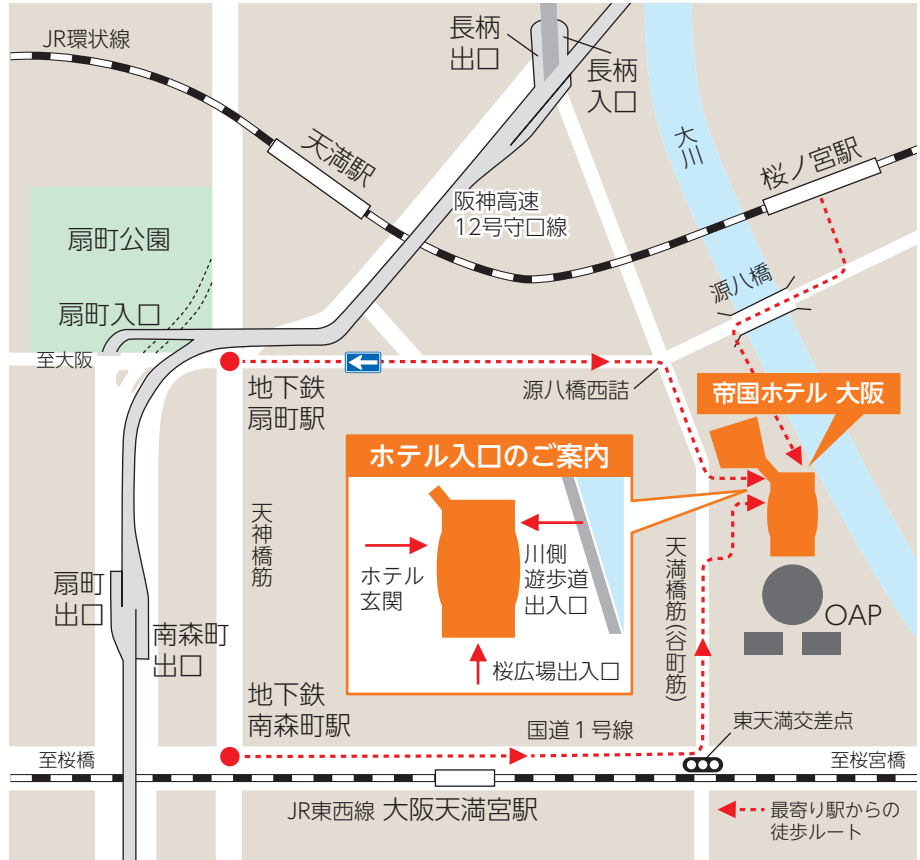 JR環状線
長柄
出口
長柄
入口
天満駅
大川
桜ノ宮駅
阪神高速
12号守口線
扇町公園
扇町入口
源八橋
至大阪
地下鉄
扇町駅
源八橋西詰
帝国ホテル 大阪
ホテル入口のご案内
ホテル
玄関
川側
遊歩道
出入口
桜広場出入口
天神橋筋
天満橋筋(谷町筋)
扇町
出口
南森町
出口
OAP
地下鉄
南森町駅
国道1号線
東天満交差点
至桜橋
至桜宮橋
JR東西線 大阪天満宮駅
最寄り駅からの
徒歩ルート